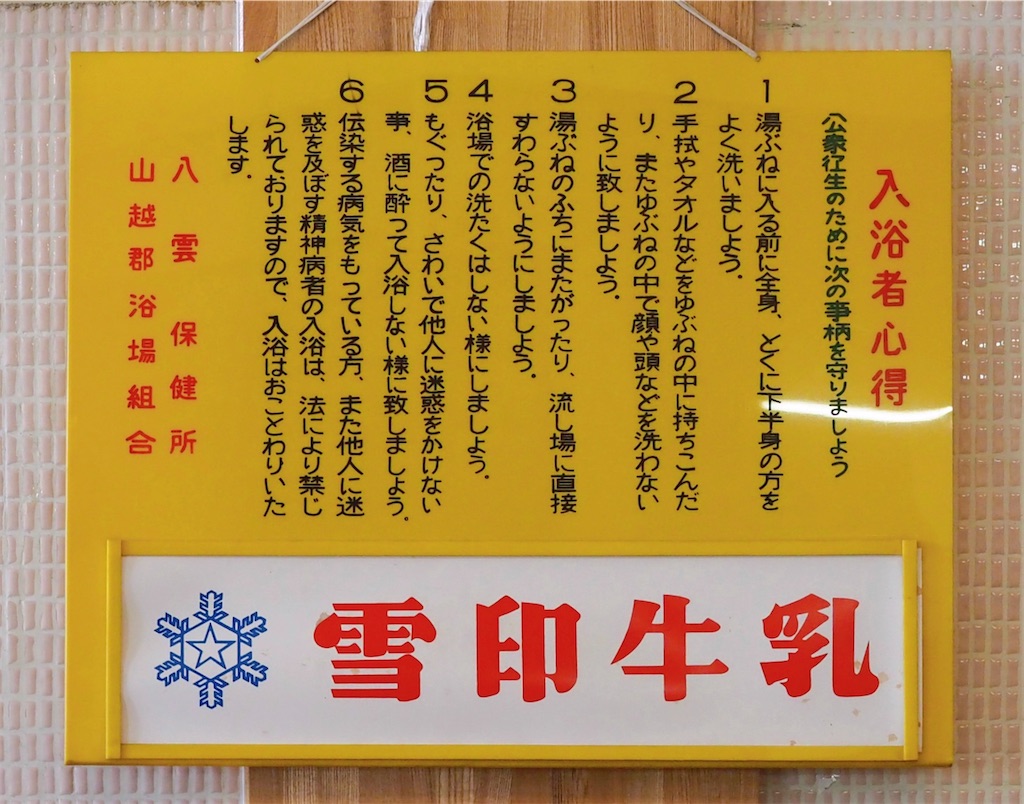 入浴者心得
公衆衛生のために次の事柄を守りましよう
1 湯ぶねに入る前に全身、とくに下半身の方を
よく洗いましよう.
2 手拭やタオルなどをゆぶねの中に持ちこんだ
り、またゆぶねの中で顔や頭などを洗わない
ように致しましよう.
3 湯ぶねのふちにまたがったり、流し場に直接
すわらないようにしましよう.
4 浴場での洗たくはしない様にしましよう.
5 もぐったり、さわいで他人に迷惑をかけない
事、酒に酔つて入浴しない様に致しましよう.
6 伝染する病気をもっている方、また他人に迷
惑を及ぼす精神病者の入浴は、法により禁じ
られておりますので、入浴はおことわりいた
します.
八雲保健所
山越郡浴場組合
雪印牛乳